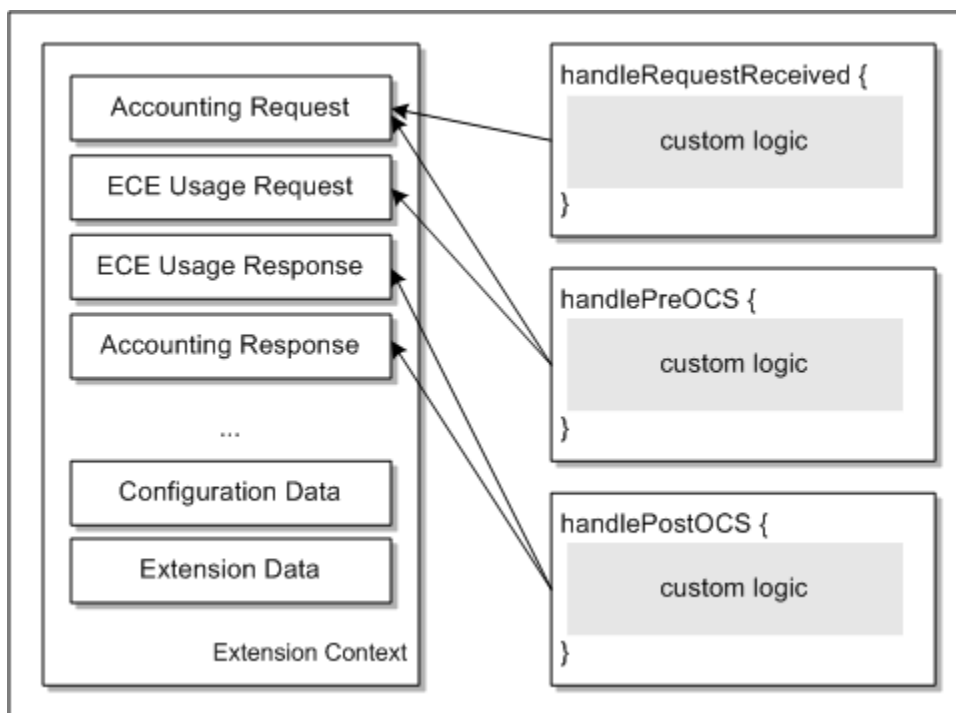 Accounting Request
ECE Usage Request
ECE Usage Response
Accounting Response
...
Configuration Data
Extension Data
Extension Context
handleRequestReceived {
custom logic
}
handlePreOCS {
custom logic
}
handlePostOCS {
custom logic
}